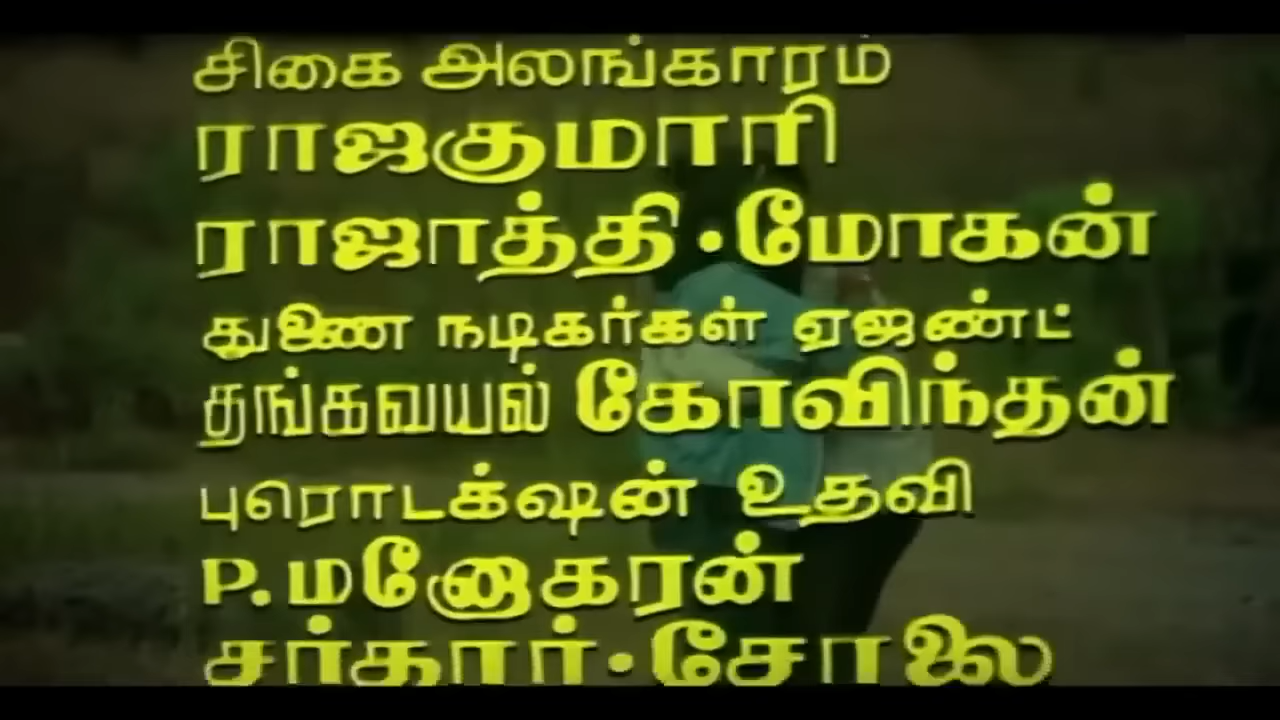 சிகை அலங்காரம்
ராஜகுமாரி
ராஜாத்தி·மோகன்
துணை நடிகர்கள் ஏஜண்ட்
தங்கவயல் கோவிந்தன்
புரொடக்‌ஷன் உதவி
P.மனோகரன்
சர்தார்·சோலை